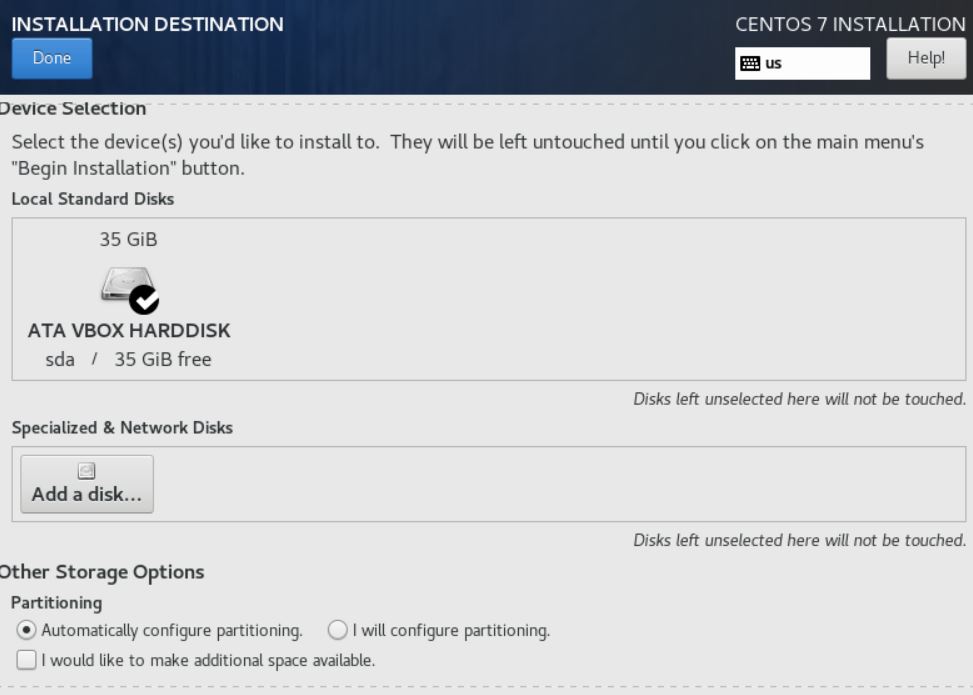 INSTALLATION DESTINATION
CENTOS 7 INSTALLATION
Done
us
Help!
Device Selection
Select the device(s) you'd like to install to.  They will be left untouched until you click on the main menu's
"Begin Installation" button.
Local Standard Disks
35 GiB
ATA VBOX HARDDISK
sda / 35 GiB free
Disks left unselected here will not be touched.
Specialized & Network Disks
Add a disk...
Disks left unselected here will not be touched.
Other Storage Options
Partitioning
Automatically configure partitioning. I will configure partitioning.
I would like to make additional space available.